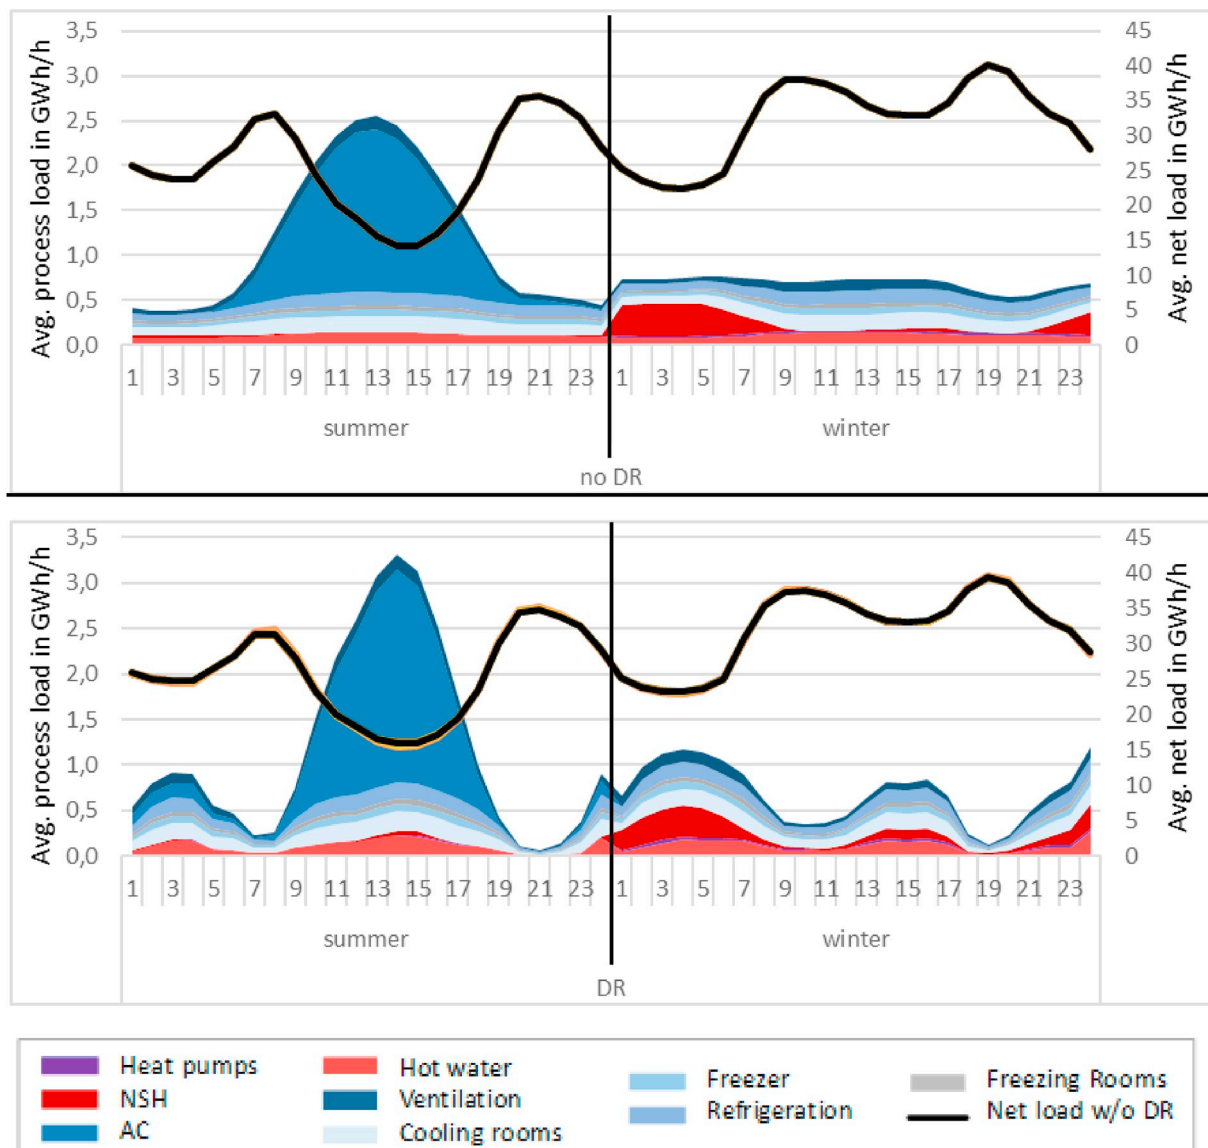 Avg. process load in GWh/h
3,5
3,0
2,5
2,0
1,5
1,0
0,5
0,0
45
40
35
30
25
20
15
10
5
0
Avg. net load in GWh/h
1 3 5 7 9 11 13 15 17 19 21 23 1 3 5 7 9 11 13 15 17 19 21 23
summer winter
no DR
Avg. process load in GWh/h
3,5
3,0
2,5
2,0
1,5
1,0
0,5
0,0
45
40
35
30
25
20
15
10
5
0
Avg. net load in GWh/h
1 3 5 7 9 11 13 15 17 19 21 23 1 3 5 7 9 11 13 15 17 19 21 23
summer winter
DR
Heat pumps
NSH
AC
Hot water
Ventilation
Cooling rooms
Freezer
Refrigeration
Freezing Rooms
Net load w/o DR